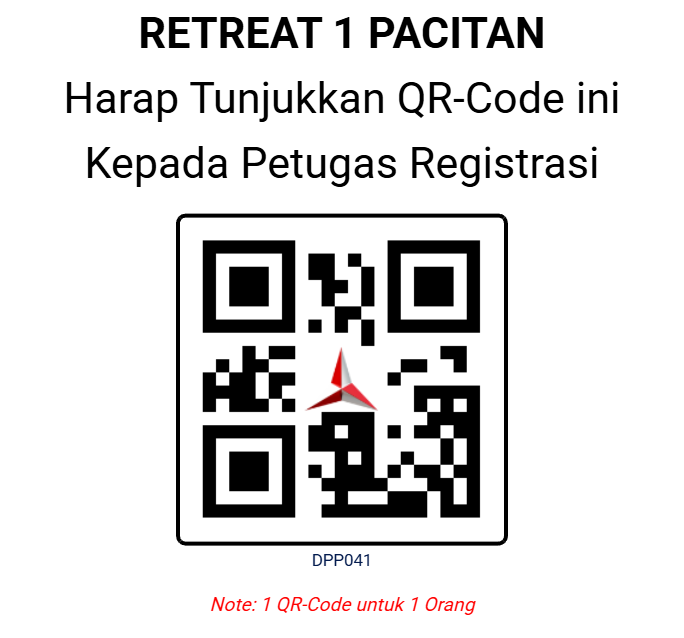 RETREAT 1 PACITAN
Harap Tunjukkan QR-Code ini
Kepada Petugas Registrasi
DPP041
Note: 1 QR-Code untuk 1 Orang